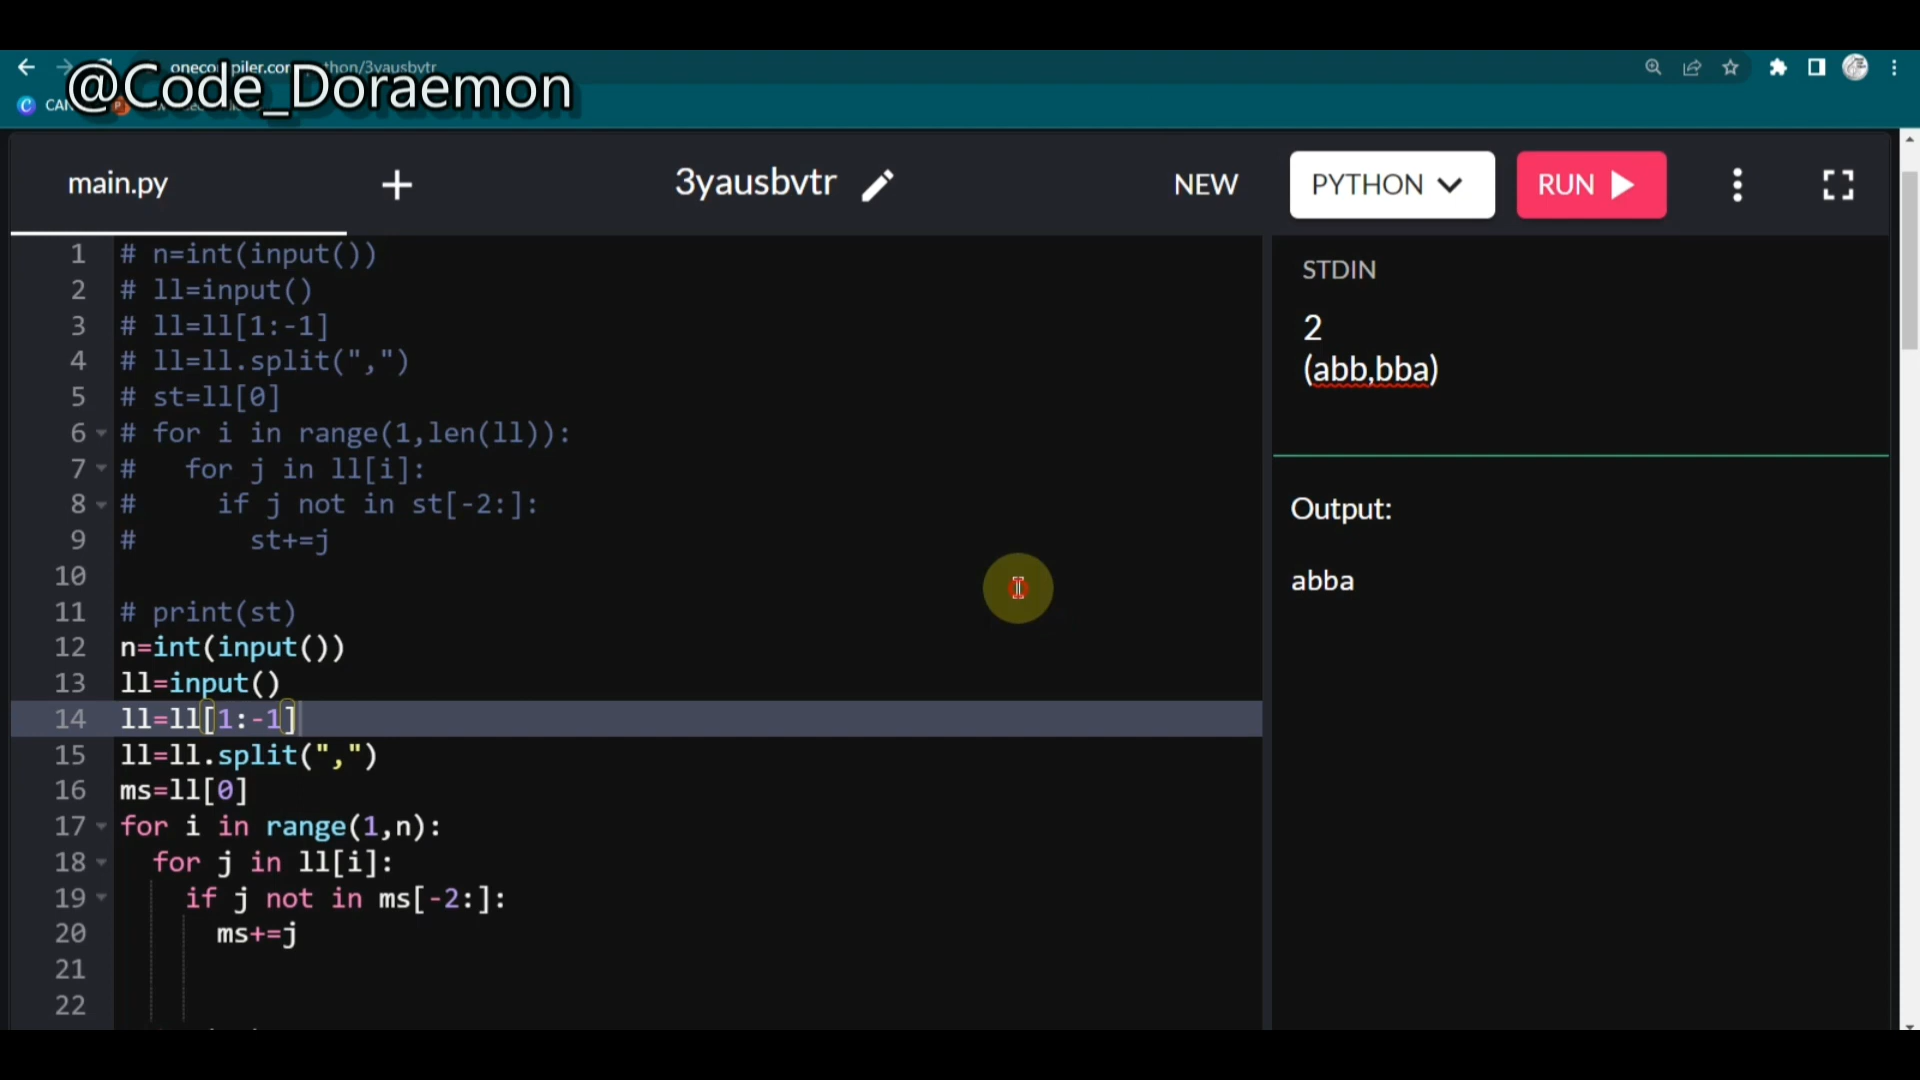 @Code_Doraemon
main.py
+
3yausbvtr
NEW
PYTHON
RUN
1 # n=int(input())
2 # ll=input()
3 # ll=ll[1:-1]
4 # ll=ll.split(",")
5 # st=ll[0]
6 # for i in range(1,len(ll)):
7 #   for j in ll[i]:
8 #     if j not in st[-2:]:
9 #       st+=j
10
11 # print(st)
12 n=int(input())
13 ll=input()
14 ll=ll[1:-1]
15 ll=ll.split(",")
16 ms=ll[0]
17 for i in range(1,n):
18   for j in ll[i]:
19     if j not in ms[-2:]:
20       ms+=j
21
22
STDIN
2
(abb,bba)
Output:
abba